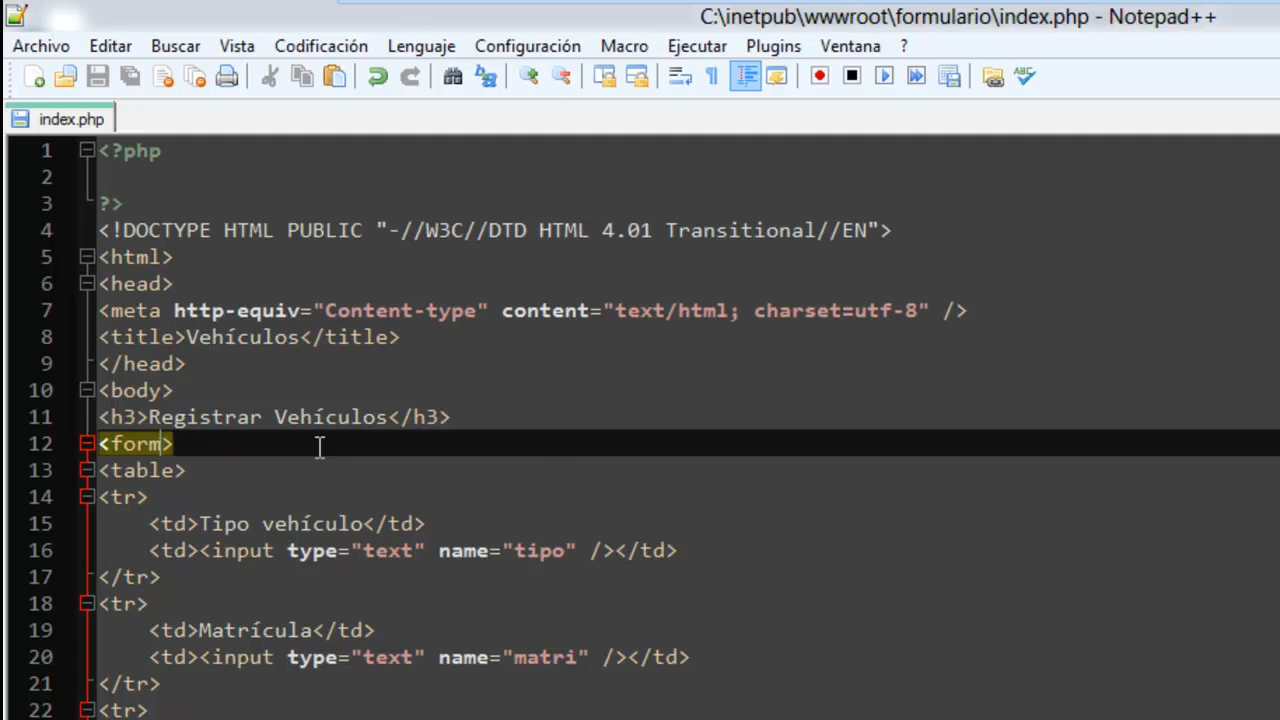 C:\inetpub\wwwroot\formulario\index.php - Notepad++
Archivo Editar Buscar Vista Codificación Lenguaje Configuración Macro Ejecutar Plugins Ventana ?
ABC
index.php
1 <?php
2
3 ?>
4 <!DOCTYPE HTML PUBLIC "-//W3C//DTD HTML 4.01 Transitional//EN">
5 <html>
6 <head>
7 <meta http-equiv="Content-type" content="text/html; charset=utf-8" />
8 <title>Vehículos</title>
9 </head>
10 <body>
11 <h3>Registrar Vehículos</h3>
12 <form>
13 <table>
14 <tr>
15 <td>Tipo vehículo</td>
16 <td><input type="text" name="tipo" /></td>
17 </tr>
18 <tr>
19 <td>Matrícula</td>
20 <td><input type="text" name="matri" /></td>
21 </tr>
22 <tr>